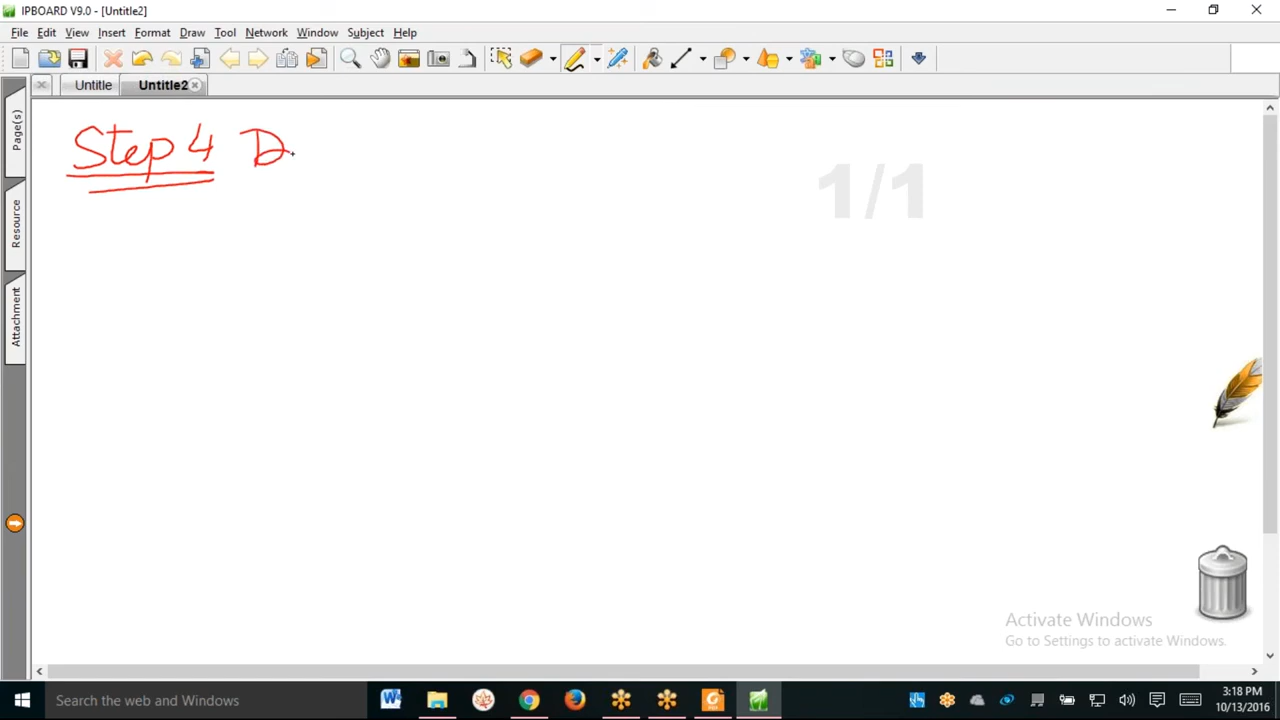 IPBOARD V9.0 - [Untitle2]
File Edit View Insert Format Draw Tool Network Window Subject Help
Untitle Untitle2
Page(s)
Resource
Attachment
Step 4 D
1/1
Activate Windows
Go to Settings to activate Windows.
Search the web and Windows
3:18 PM
10/13/2016